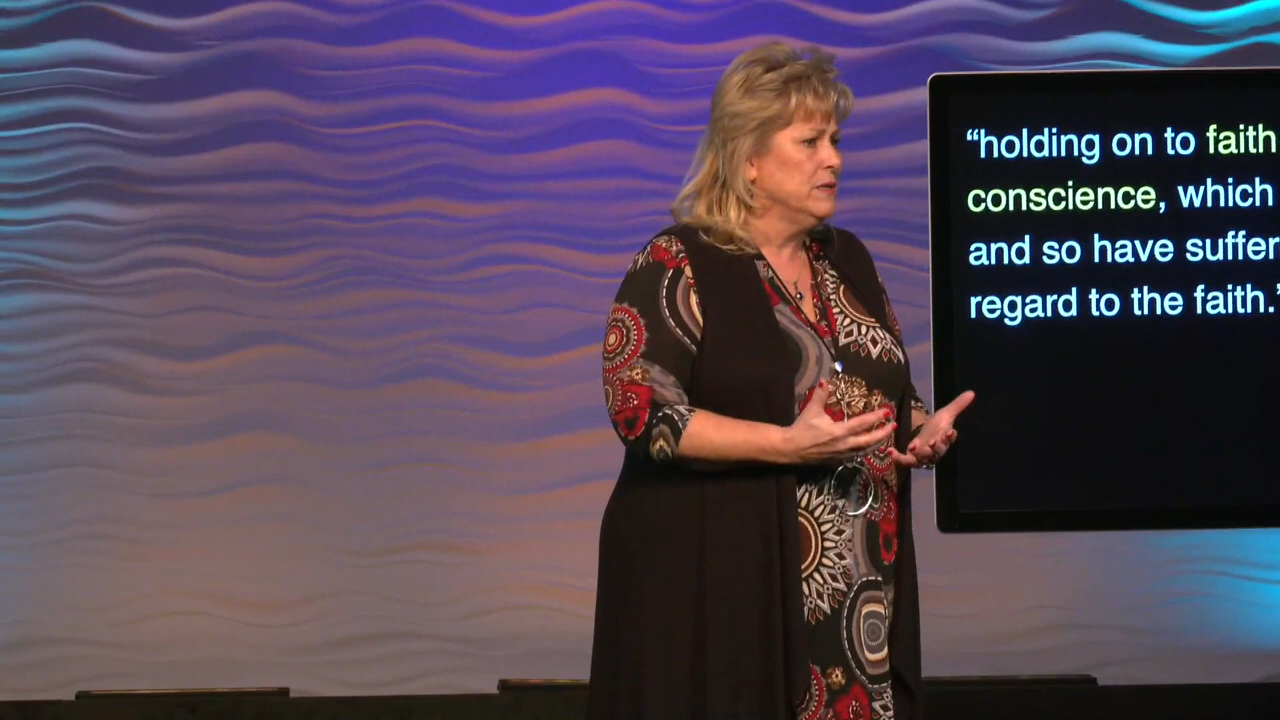 “holding on to faith
conscience, which
and so have suffer
regard to the faith.”